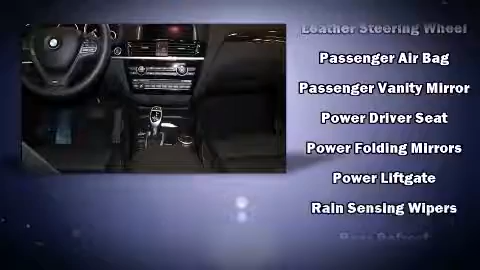 Leather Steering Wheel
Passenger Air Bag
Passenger Vanity Mirror
Power Driver Seat
Power Folding Mirrors
Power Liftgate
Rain Sensing Wipers